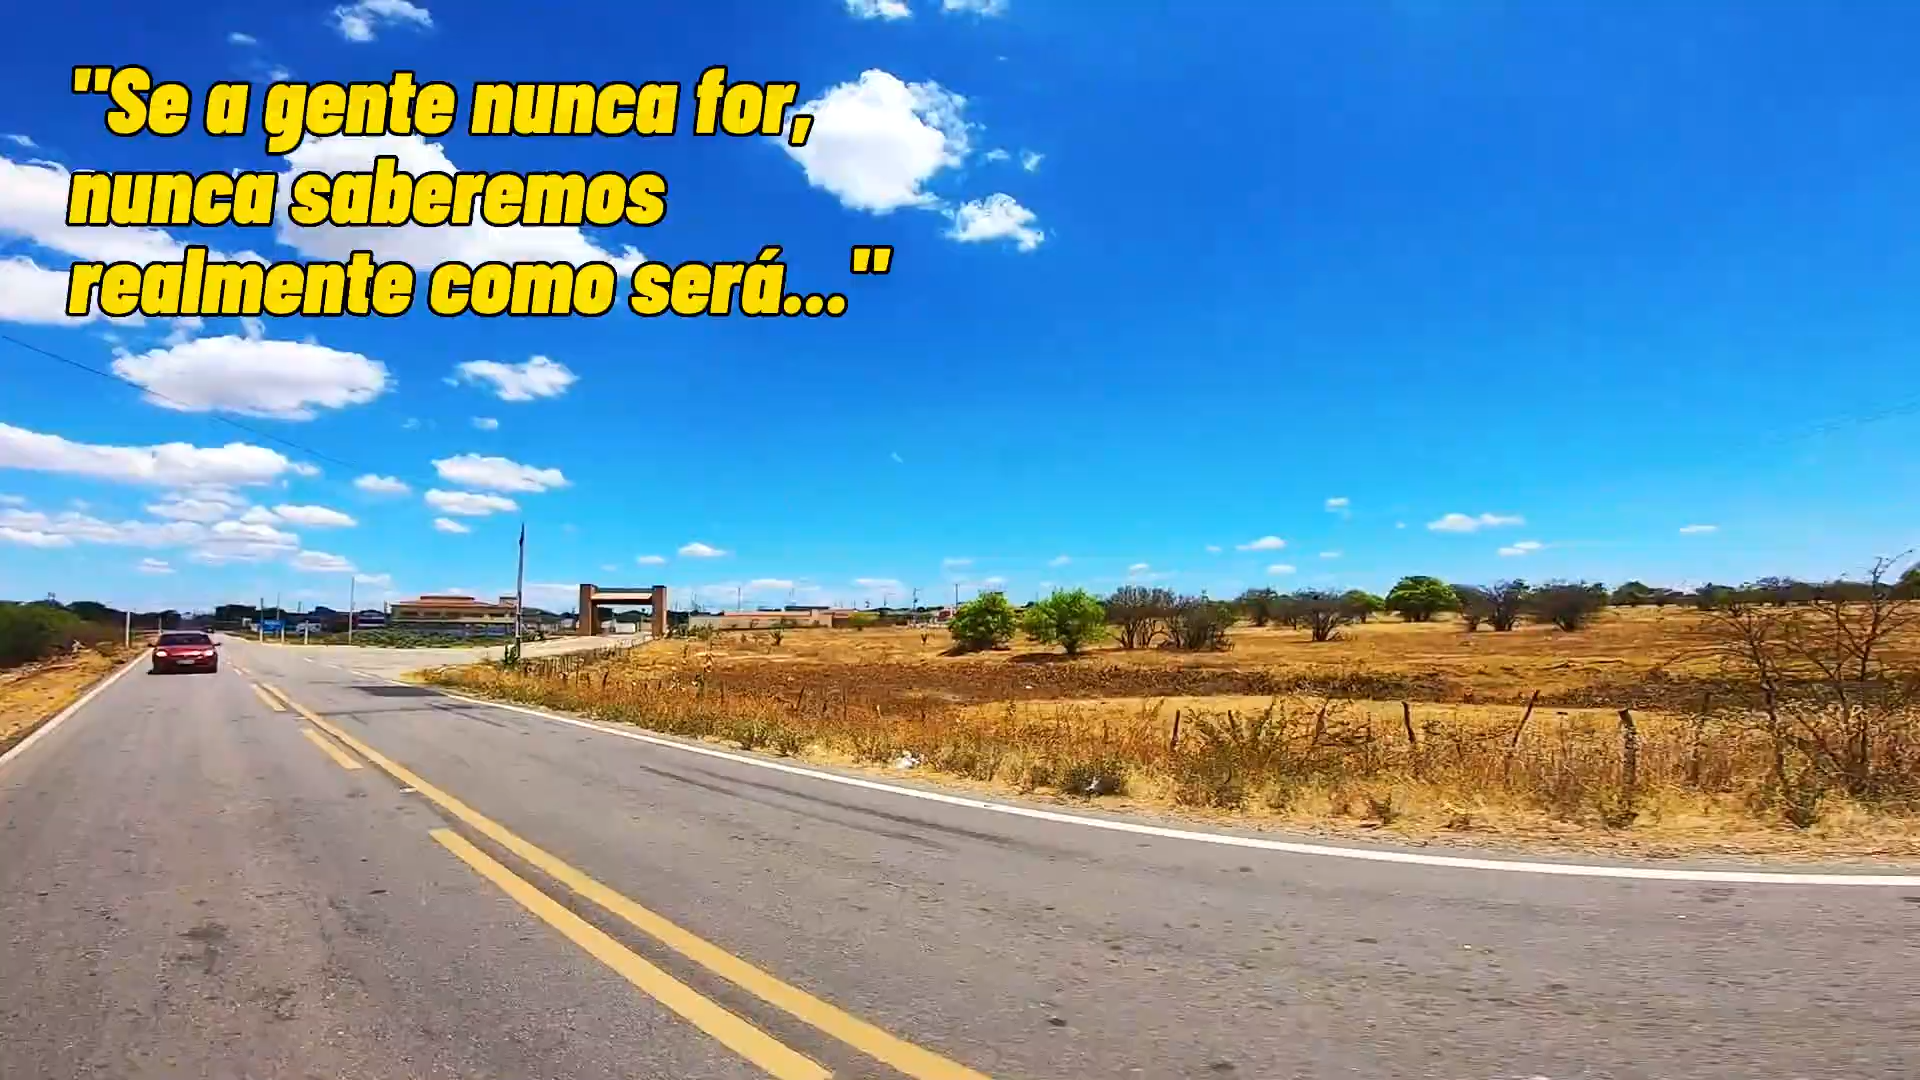 "Se a gente nunca for,
nunca saberemos
realmente como será..."